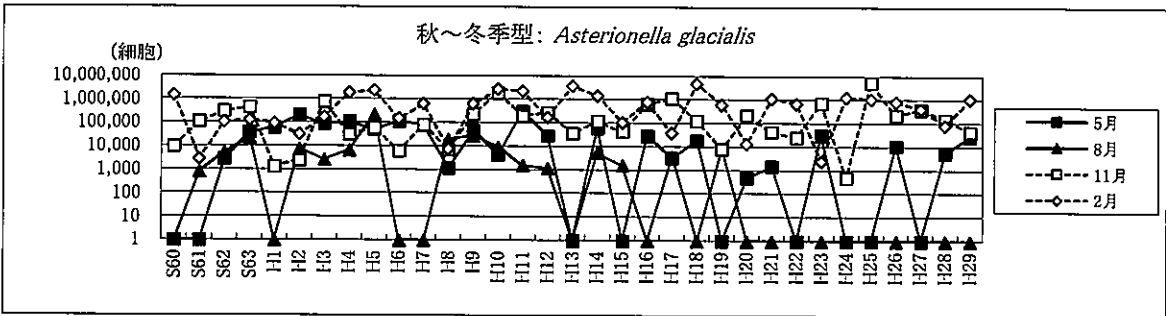 秋～冬季型: Asterionella glacialis
(細胞)
10,000,000
1,000,000
100,000
10,000
1,000
100
10
1
S60 S61 S62 S63 H1 H2 H3 H4 H5 H6 H7 H8 H9 H10 H11 H12 H13 H14 H15 H16 H17 H18 H19 H20 H21 H22 H23 H24 H25 H26 H27 H28 H29
5月
8月
11月
2月